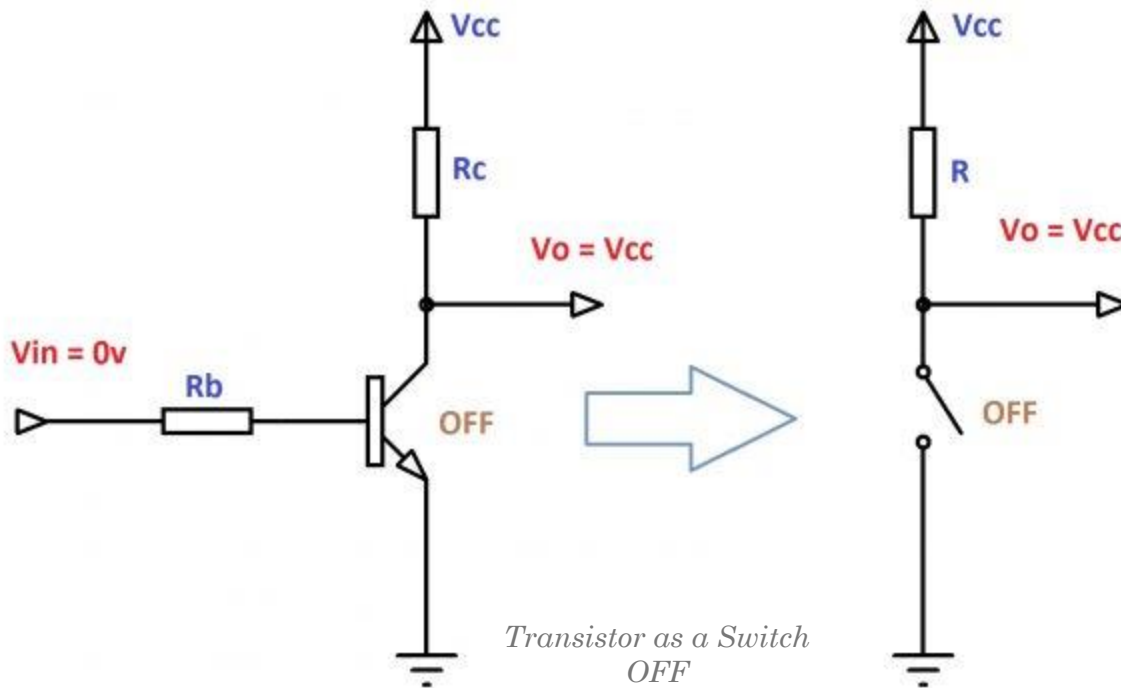 Vcc
Rc
Vo = Vcc
Vin = 0v
Rb
OFF
Vcc
R
Vo = Vcc
OFF
Transistor as a Switch
OFF